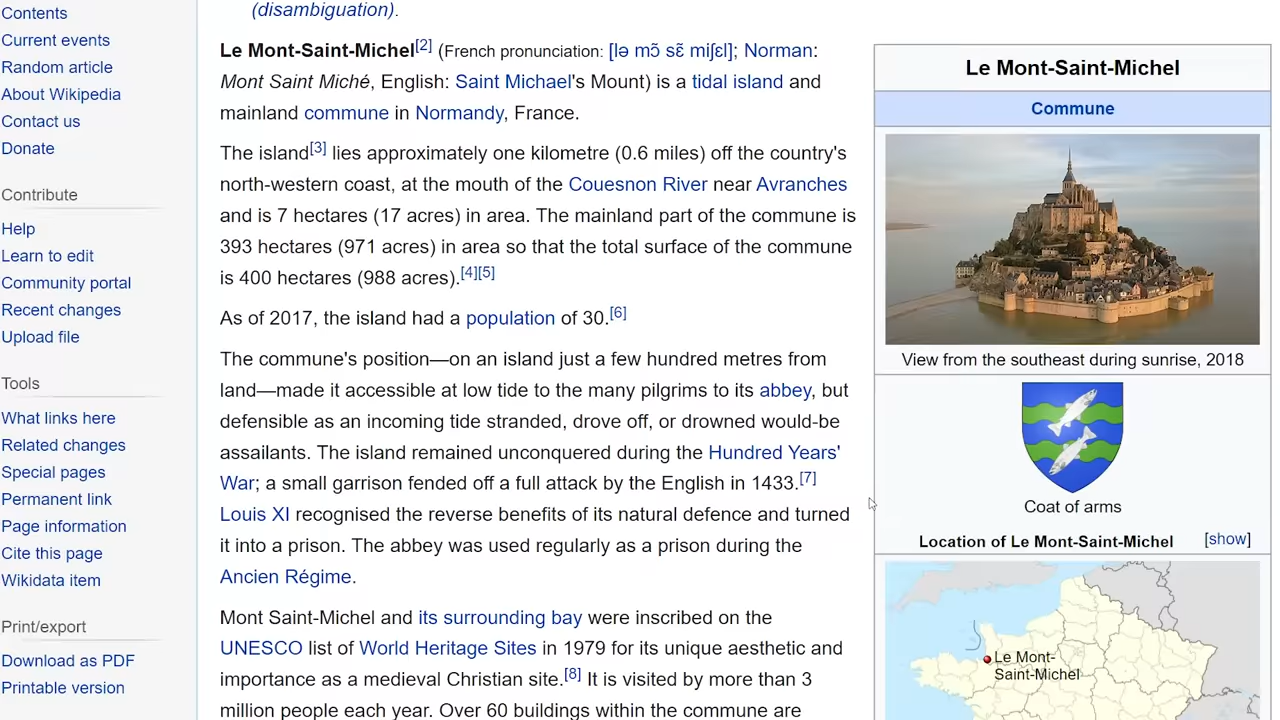 Contents
Current events
Random article
About Wikipedia
Contact us
Donate
Contribute
Help
Learn to edit
Community portal
Recent changes
Upload file
Tools
What links here
Related changes
Special pages
Permanent link
Page information
Cite this page
Wikidata item
Print/export
Download as PDF
Printable version
(disambiguation).
Le Mont-Saint-Michel[2] (French pronunciation: [lə mɔ̃ sɛ̃ miʃɛl]; Norman:
Mont Saint Miché, English: Saint Michael's Mount) is a tidal island and
mainland commune in Normandy, France.
The island[3] lies approximately one kilometre (0.6 miles) off the country's
north-western coast, at the mouth of the Couesnon River near Avranches
and is 7 hectares (17 acres) in area. The mainland part of the commune is
393 hectares (971 acres) in area so that the total surface of the commune
is 400 hectares (988 acres).[4][5]
As of 2017, the island had a population of 30.[6]
The commune's position—on an island just a few hundred metres from
land—made it accessible at low tide to the many pilgrims to its abbey, but
defensible as an incoming tide stranded, drove off, or drowned would-be
assailants. The island remained unconquered during the Hundred Years'
War; a small garrison fended off a full attack by the English in 1433.[7]
Louis XI recognised the reverse benefits of its natural defence and turned
it into a prison. The abbey was used regularly as a prison during the
Ancien Régime.
Mont Saint-Michel and its surrounding bay were inscribed on the
UNESCO list of World Heritage Sites in 1979 for its unique aesthetic and
importance as a medieval Christian site.[8] It is visited by more than 3
million people each year. Over 60 buildings within the commune are
Le Mont-Saint-Michel
Commune
View from the southeast during sunrise, 2018
Coat of arms
Location of Le Mont-Saint-Michel [show]
Le Mont-
Saint-Michel